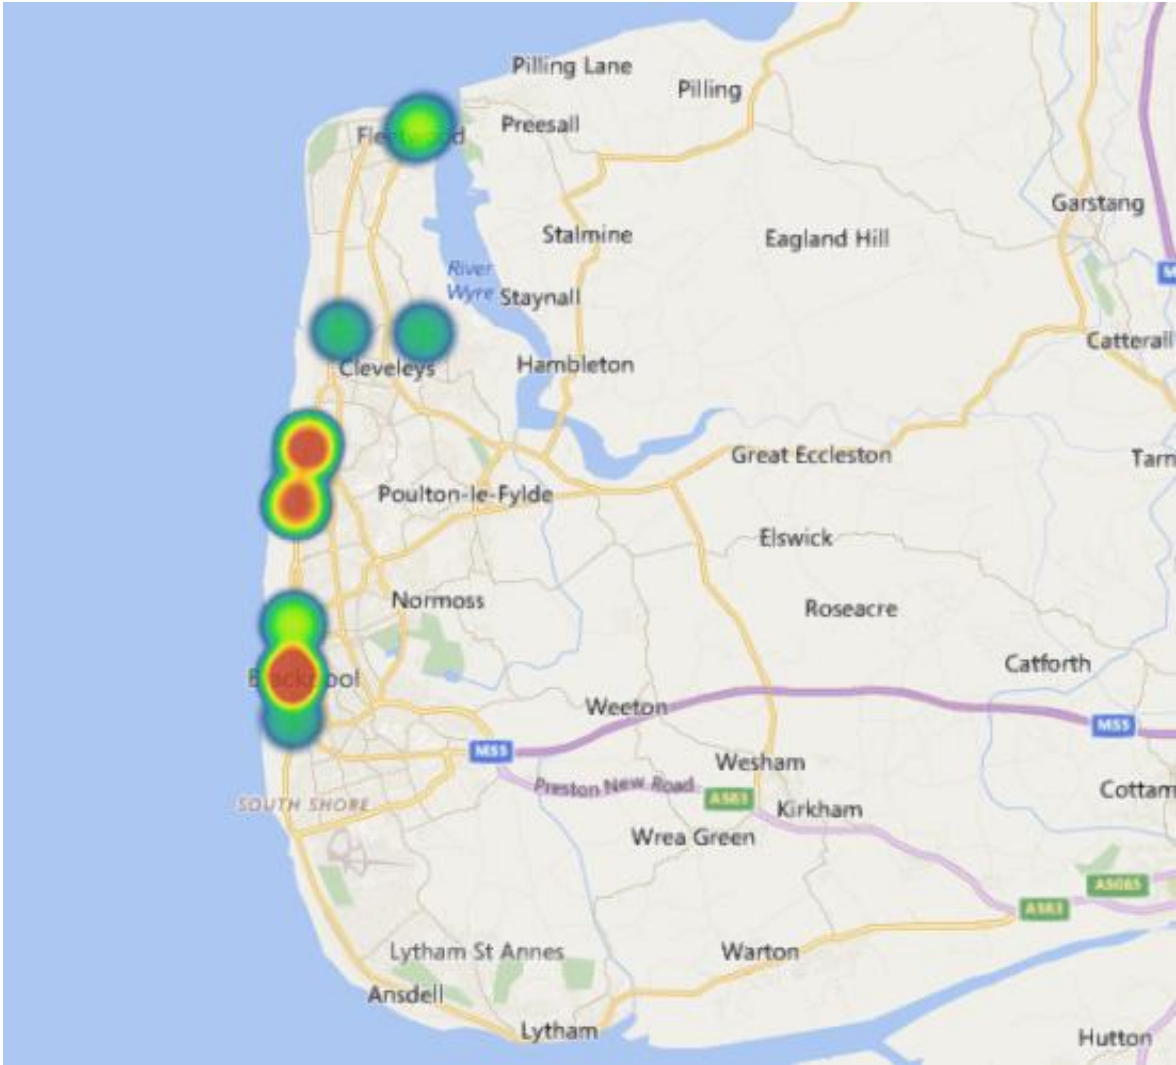 Pilling Lane
Pilling
Preesall
Garstang
Stalmine
Eagland Hill
River
Wyre
Staynall
Catterall
Hambleton
Cleveleys
Great Eccleston
Poulton-le-Fylde
Elswick
Normoss
Roseacre
Catforth
Weeton
M55
M55
Wesham
Preston New Road
A583
Kirkham
Cottam
SOUTH SHORE
Wrea Green
A5085
A583
Lytham St Annes
Warton
Ansdell
Lytham
Hutton